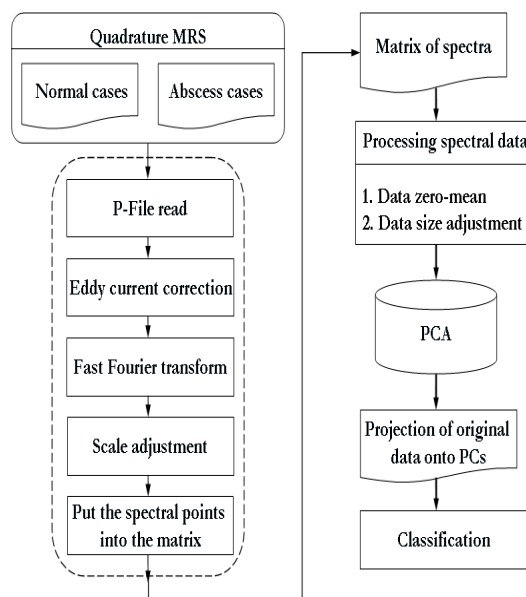 Quadrature MRS
Normal cases
Abscess cases
P-File read
Eddy current correction
Fast Fourier transform
Scale adjustment
Put the spectral points
into the matrix
Matrix of spectra
Processing spectral data
1. Data zero-mean
2. Data size adjustment
PCA
Projection of original
data onto PCs
Classification